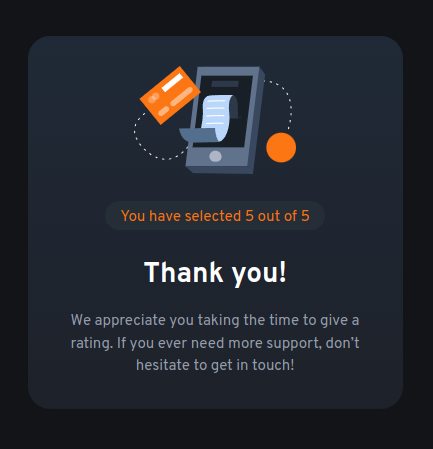 You have selected 5 out of 5
Thank you!
We appreciate you taking the time to give a
rating. If you ever need more support, don’t
hesitate to get in touch!